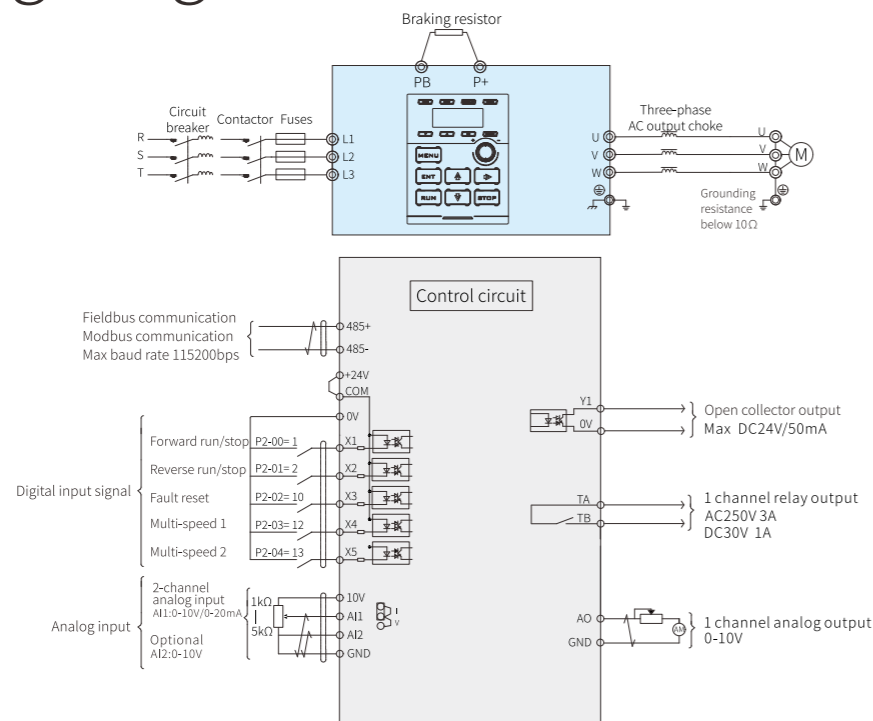 Braking resistor
PB P+
Circuit breaker
Contactor
Fuses
R
S
T
L1
L2
L3
MENU
ENT
RUN
STOP
U
V
W
Three-phase
AC output choke
U
V
W
M
Grounding
resistance
below 10Ω
Control circuit
Fieldbus communication
Modbus communication
Max baud rate 115200bps
485+
485-
+24V
COM
0V
Digital input signal
Forward run/stop P2-00= 1 X1
Reverse run/stop P2-01= 2 X2
Fault reset P2-02= 10 X3
Multi-speed 1 P2-03= 12 X4
Multi-speed 2 P2-04= 13 X5
Analog input
2-channel
analog input
AI1:0-10V/0-20mA
Optional
AI2:0-10V
1kΩ
|
5kΩ
10V
AI1
AI2
GND
I
V
Y1
0V
Open collector output
Max DC24V/50mA
TA
TB
1 channel relay output
AC250V 3A
DC30V 1A
AO
GND
AM
1 channel analog output
0-10V